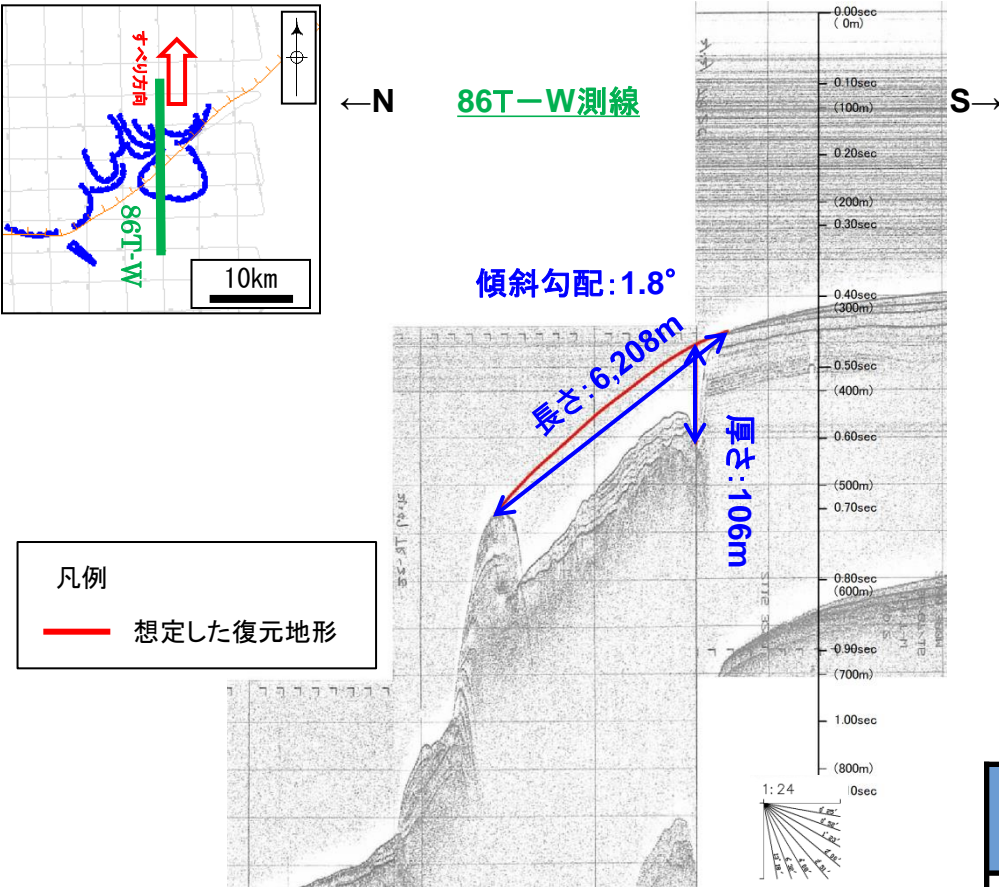 すべり方向
86T-W
10km
←N
86T－W測線
S→
傾斜勾配：1.8°
長さ：6,208m
厚さ：106m
凡例
想定した復元地形
0.00sec
( 0m)
0.10sec
(100m)
0.20sec
(200m)
0.30sec
0.40sec
(300m)
0.50sec
(400m)
0.60sec
(500m)
0.70sec
0.80sec
(600m)
0.90sec
(700m)
1.00sec
(800m)
0sec
1:24